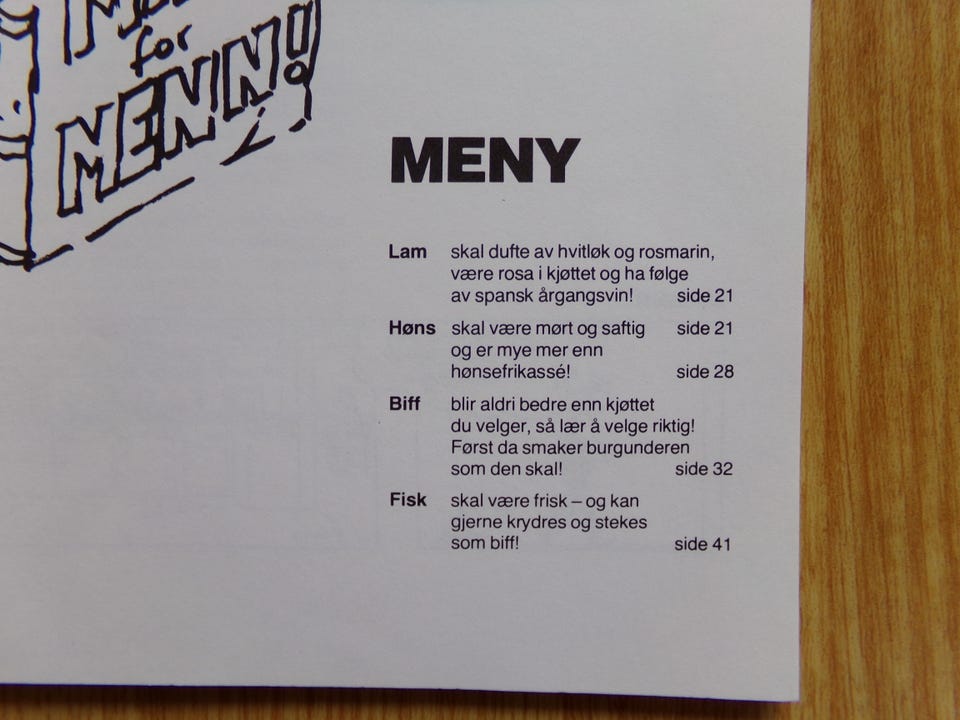 for
MENN!
MENY
Lam skal dufte av hvitløk og rosmarin,
være rosa i kjøttet og ha følge
av spansk årgangsvin! side 21
Høns skal være mørt og saftig side 21
og er mye mer enn
hønsefrikassé! side 28
Biff blir aldri bedre enn kjøttet
du velger, så lær å velge riktig!
Først da smaker burgunderen
som den skal! side 32
Fisk skal være frisk – og kan
gjerne krydres og stekes
som biff! side 41